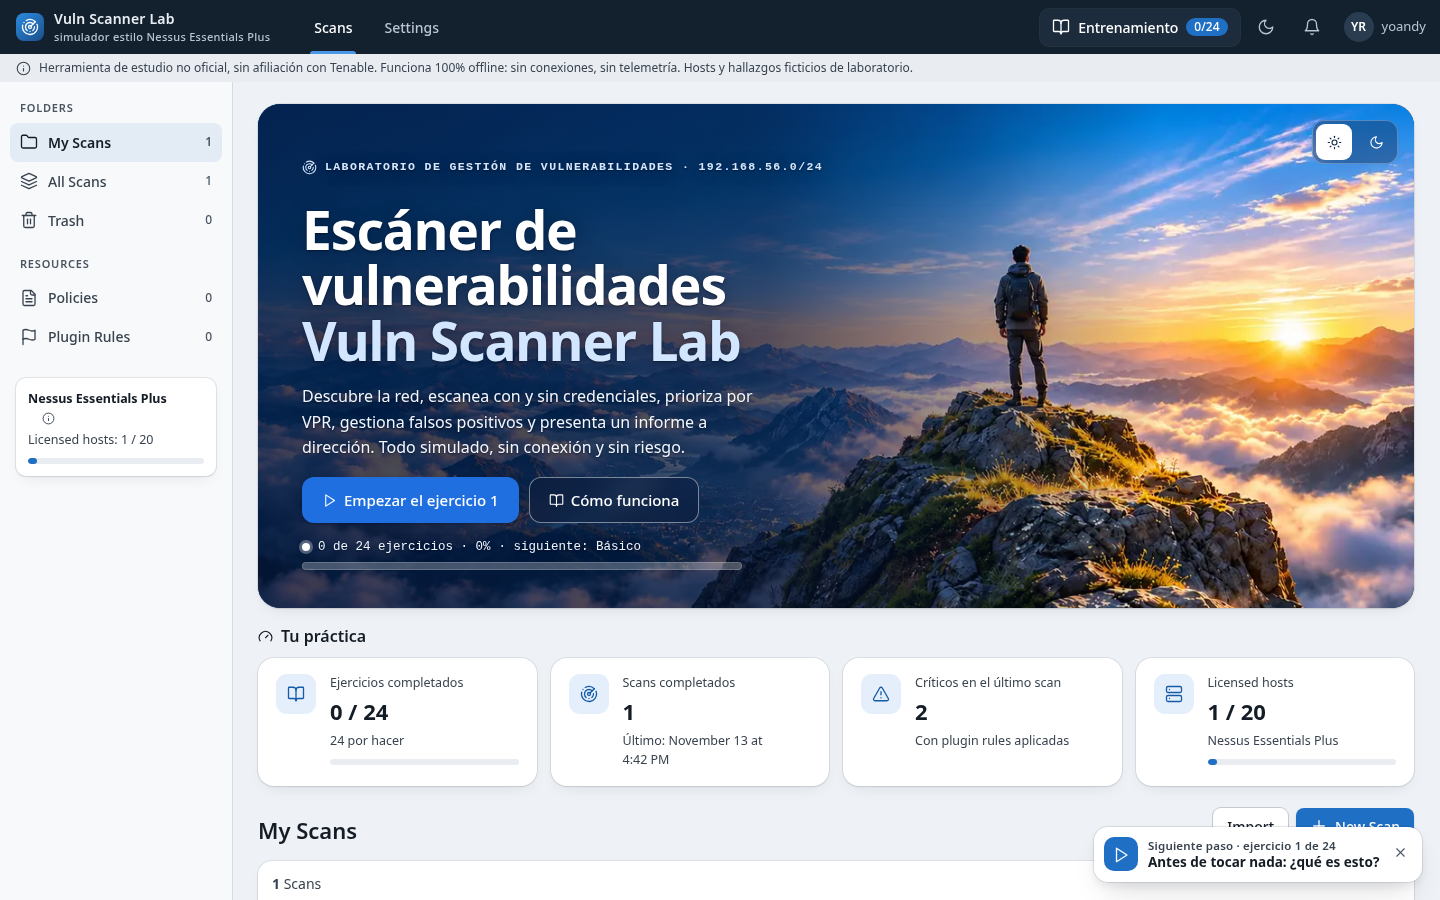 Vuln Scanner Lab
simulador estilo Nessus Essentials Plus
Scans
Settings
Entrenamiento
0/24
YR
yoandy
Herramienta de estudio no oficial, sin afiliación con Tenable. Funciona 100% offline: sin conexiones, sin telemetría. Hosts y hallazgos ficticios de laboratorio.
FOLDERS
My Scans 1
All Scans 1
Trash 0
RESOURCES
Policies 0
Plugin Rules 0
Nessus Essentials Plus
Licensed hosts: 1 / 20
LABORATORIO DE GESTIÓN DE VULNERABILIDADES · 192.168.56.0/24
Escáner de
vulnerabilidades
Vuln Scanner Lab
Descubre la red, escanea con y sin credenciales, prioriza por
VPR, gestiona falsos positivos y presenta un informe a
dirección. Todo simulado, sin conexión y sin riesgo.
Empezar el ejercicio 1
Cómo funciona
0 de 24 ejercicios · 0% · siguiente: Básico
Tu práctica
Ejercicios completados
0 / 24
24 por hacer
Scans completados
1
Último: November 13 at
4:42 PM
Críticos en el último scan
2
Con plugin rules aplicadas
Licensed hosts
1 / 20
Nessus Essentials Plus
My Scans
Import
New Scan
1 Scans
Siguiente paso · ejercicio 1 de 24
Antes de tocar nada: ¿qué es esto?